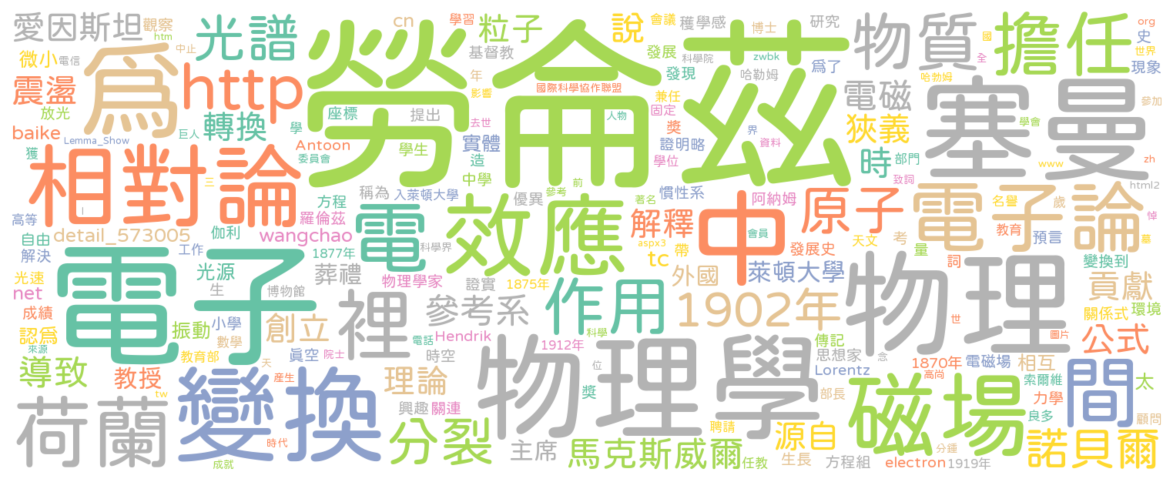 愛因斯坦 觀察 htm 中止 光譜 學習 cn 粒子 會議 說 獲學感 博士 研究 物質 擔任 org 史 國 世界
微小 電信 爲 勞侖茲 基督教 發展 科學院 zwbk 哈勒姆 爲了 全 現象
震盪 放光 http 座標 提出 年 影響 國際科學協作聯盟 發現 兼任 電磁 塞曼 哈勃姆 參加
baike 巨人 轉換 學 去世 人物 固定 獎 狹義 時 部門 學會
Lemma_Show Antoon 委員會 學生 實體 造 界 資料 證明略 學位 www zh
獲 相對論 三 稱為 中學 入萊頓大學 優異 參考 前 慣性系 阿納姆 致詞 原子 電子論 名譽 歲 html2 悼
高等 方程 羅倫茲 電 效應 著名 解釋 中 會員 發展史 教育 預言 墓
自由 伽利 detail_573005 wangchao 科學界 aspx3 帶 tc 天文 考 量 詞 變換到
解決 工作 1877年 物理學家 1875年 外國 萊頓大學 物理 貢獻
光速 電子 光源 葬禮 證實 作用 參考系 1902年 關係式 環境
net 生 博物館 裡 創立 Hendrik 電話 科學 傳記 世 圖片 公式
成績 振動 小學 數學 時空 1912年 物理學 思想家 1870年 電磁場 相互 間
認爲 教育部 院士 位 念 Lorentz 高尚 索爾維 太
來源 導致 教授 天 理論 獎 部長 力學 良多 顧問
tw 荷蘭 變換 產生 興趣 關連 分裂 主席 聘請 源自 磁場 諾貝爾
時代 成就 馬克斯威爾 任教 生長 方程組 electron 分鐘 1919年